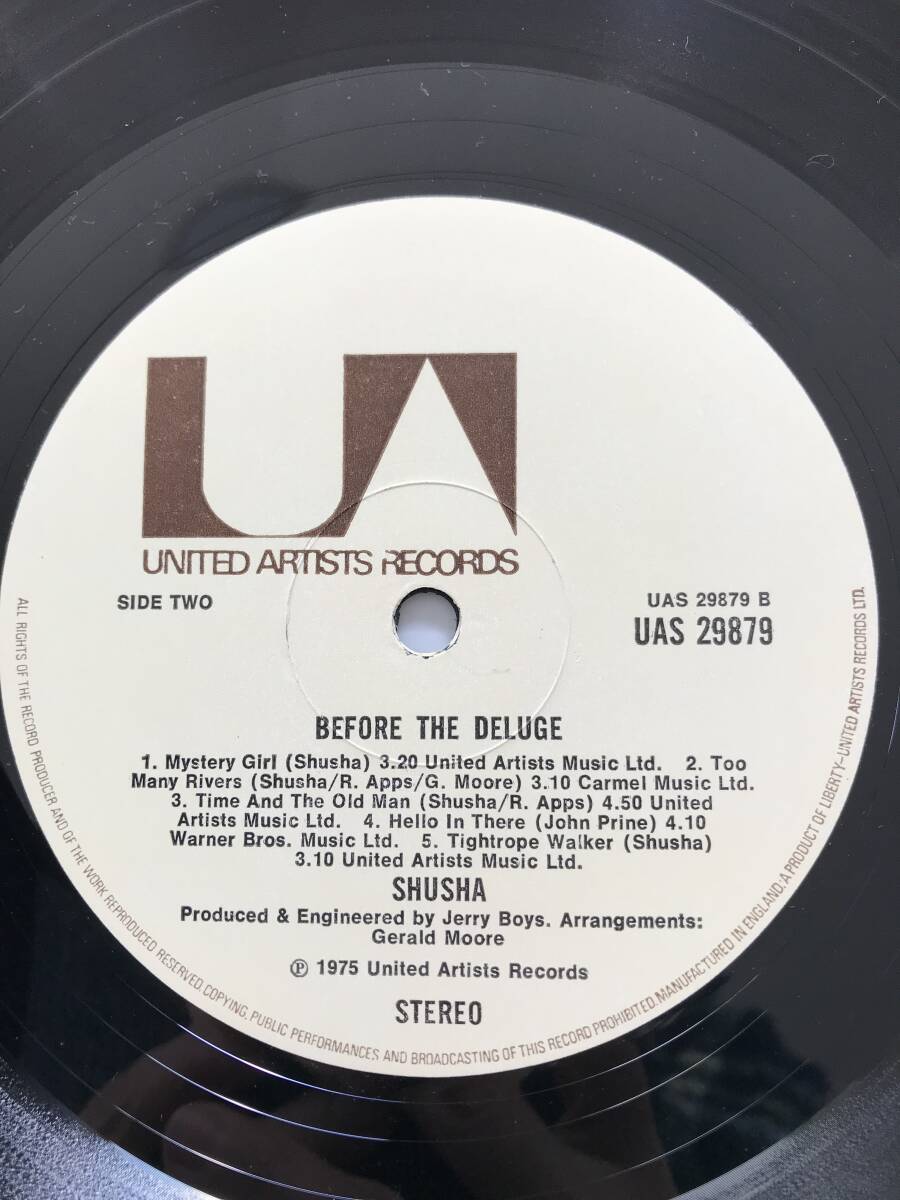 UA
UNITED ARTISTS RECORDS
SIDE TWO
UAS 29879 B
UAS 29879
BEFORE THE DELUGE
1. Mystery Girl (Shusha) 3.20 United Artists Music Ltd. 2. Too
Many Rivers (Shusha/R. Apps/G. Moore) 3.10 Carmel Music Ltd.
3. Time And The Old Man (Shusha/R. Apps) 4.50 United
Artists Music Ltd. 4. Hello In There (John Prine) 4.10
Warner Bros. Music Ltd. 5. Tightrope Walker (Shusha)
3.10 United Artists Music Ltd.
SHUSHA
Produced & Engineered by Jerry Boys. Arrangements:
Gerald Moore
℗ 1975 United Artists Records
STEREO
ALL RIGHTS OF THE RECORD PRODUCER AND OF THE WORK REPRODUCED RESERVED. COPYING, PUBLIC PERFORMANCES AND BROADCASTING OF THIS RECORD PROHIBITED. MANUFACTURED IN ENGLAND. A PRODUCT OF LIBERTY-UNITED ARTISTS RECORDS LTD.